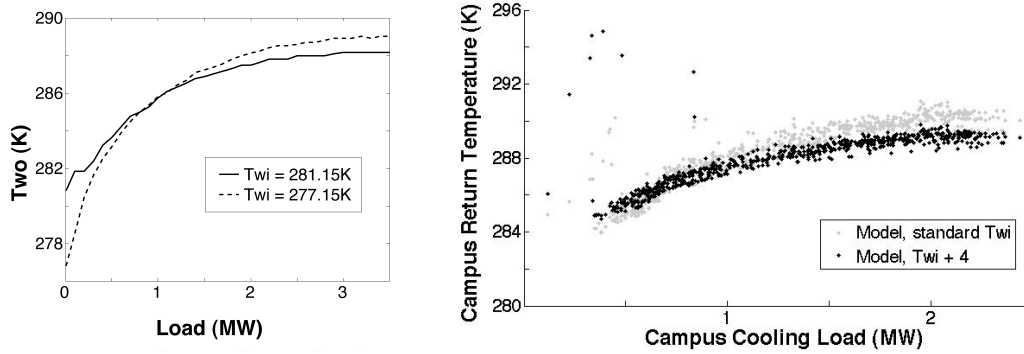 290
286
282
278
Two (K)
Twi = 281.15K
Twi = 277.15K
0
1
2
3
Load (MW)
296
292
288
284
280
Campus Return Temperature (K)
Model, standard Twi
Model, Twi + 4
1
2
Campus Cooling Load (MW)